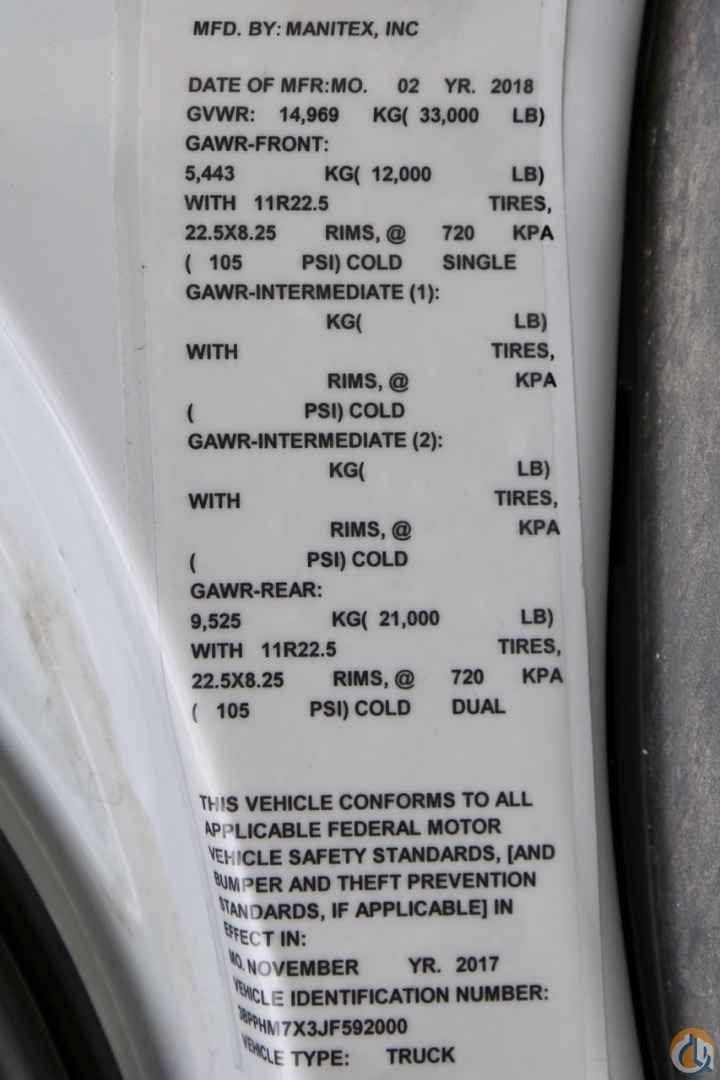 MFD. BY: MANITEX, INC
DATE OF MFR:MO. 02 YR. 2018
GVWR: 14,969 KG( 33,000 LB)
GAWR-FRONT:
5,443 KG( 12,000 LB)
WITH 11R22.5 TIRES,
22.5X8.25 RIMS, @ 720 KPA
( 105 PSI) COLD SINGLE
GAWR-INTERMEDIATE (1):
KG( LB)
WITH TIRES,
RIMS, @ KPA
( PSI) COLD
GAWR-INTERMEDIATE (2):
KG( LB)
WITH TIRES,
RIMS, @ KPA
( PSI) COLD
GAWR-REAR:
9,525 KG( 21,000 LB)
WITH 11R22.5 TIRES,
22.5X8.25 RIMS, @ 720 KPA
( 105 PSI) COLD DUAL
THIS VEHICLE CONFORMS TO ALL
APPLICABLE FEDERAL MOTOR
VEHICLE SAFETY STANDARDS, [AND
BUMPER AND THEFT PREVENTION
STANDARDS, IF APPLICABLE] IN
EFFECT IN:
MO. NOVEMBER YR. 2017
VEHICLE IDENTIFICATION NUMBER:
3BPPHM7X3JF592000
VEHICLE TYPE: TRUCK